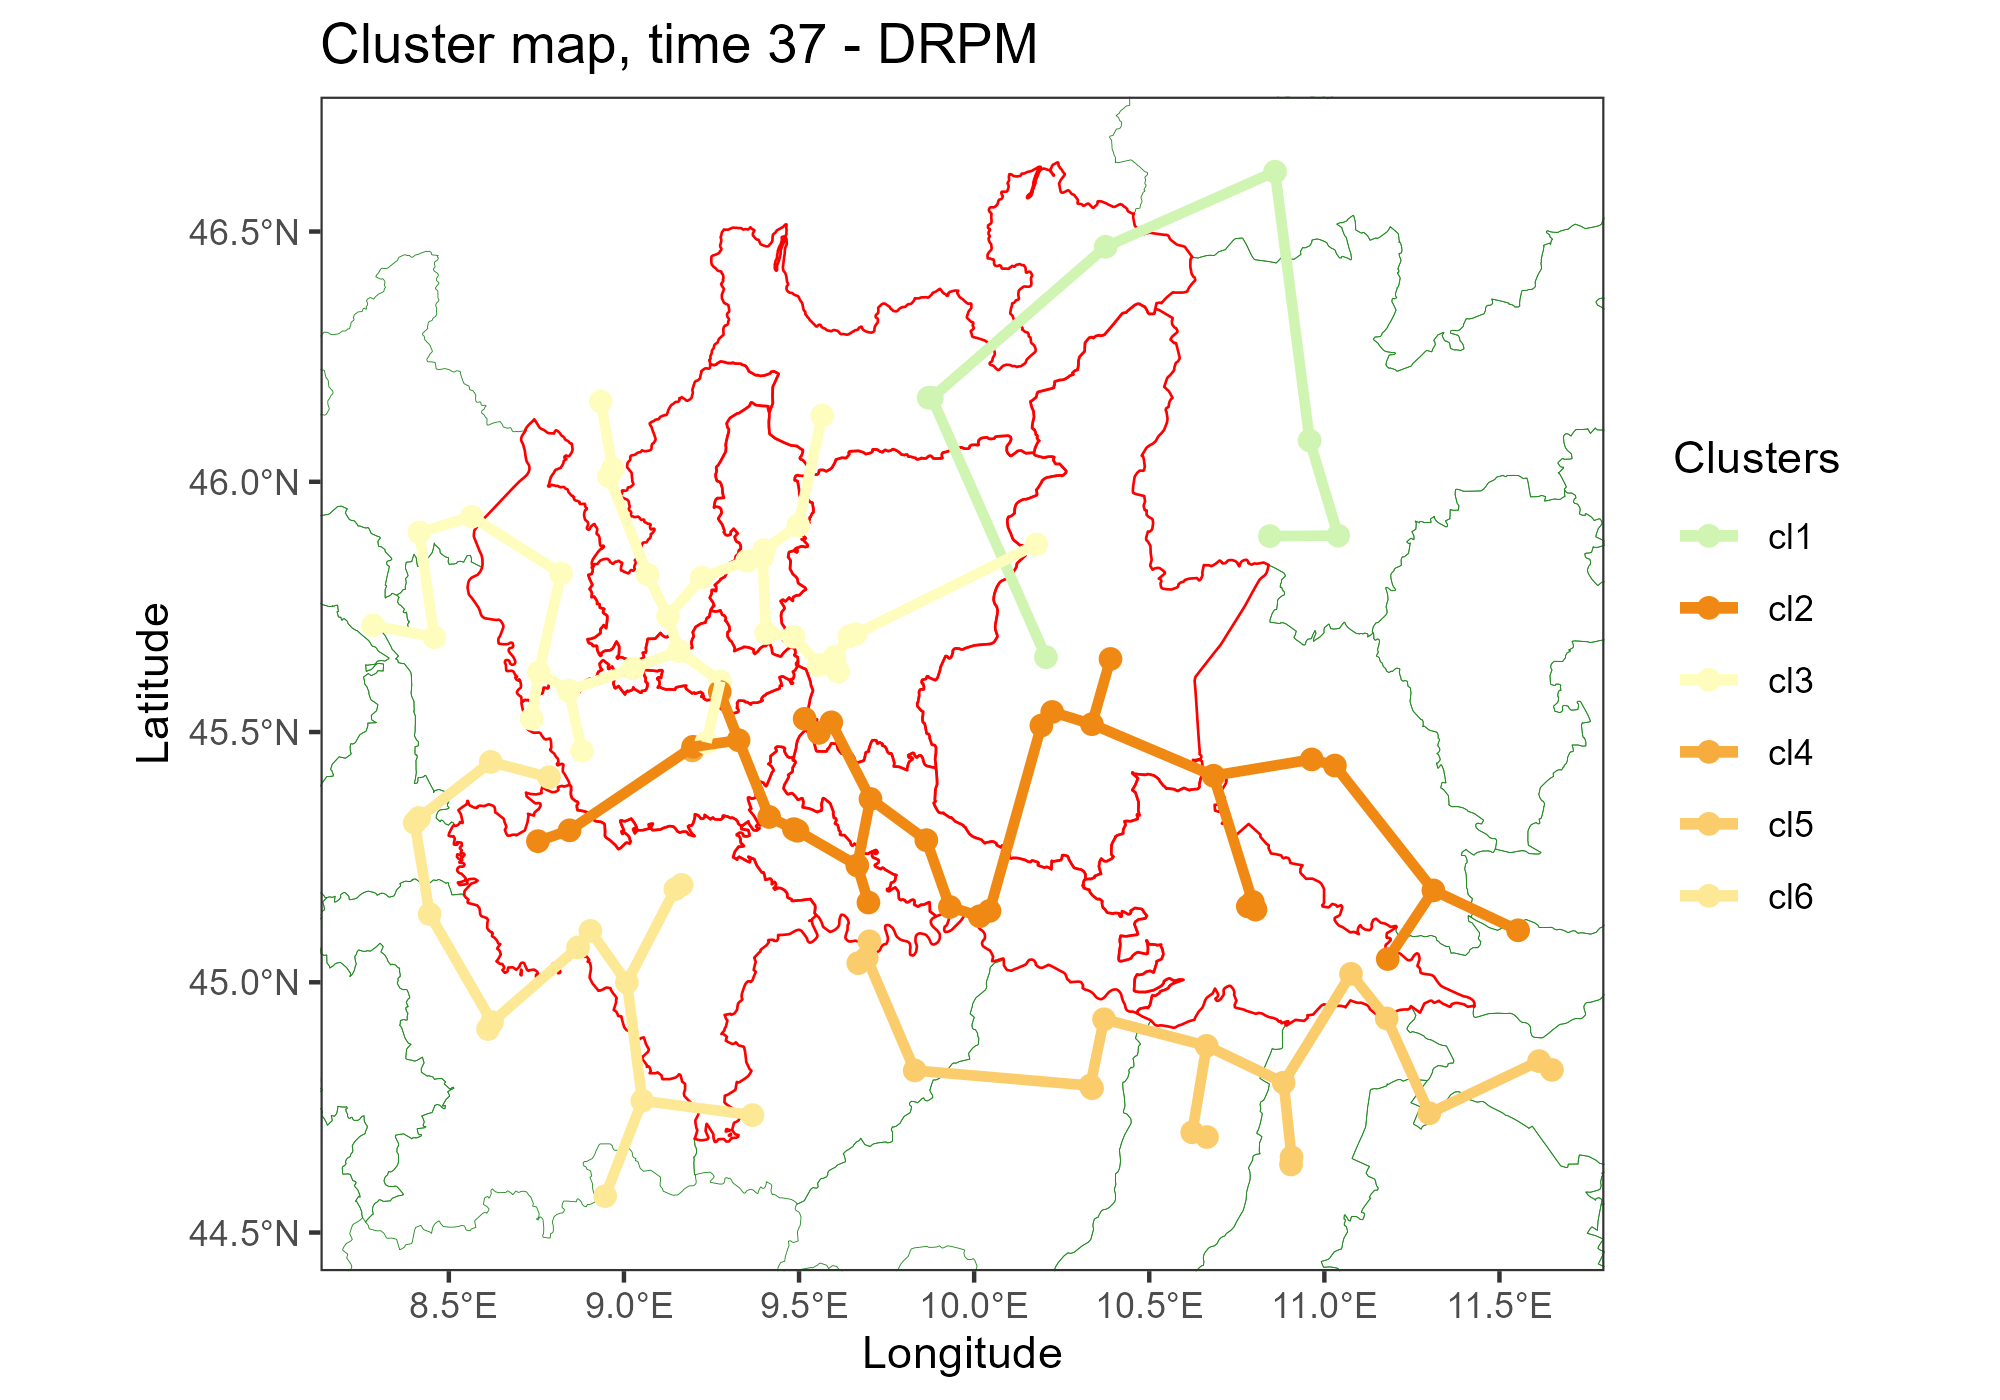 Cluster map, time 37 - DRPM
46.5°N
46.0°N
45.5°N
45.0°N
44.5°N
Latitude
8.5°E
9.0°E
9.5°E
10.0°E
10.5°E
11.0°E
11.5°E
Longitude
Clusters
cl1
cl2
cl3
cl4
cl5
cl6